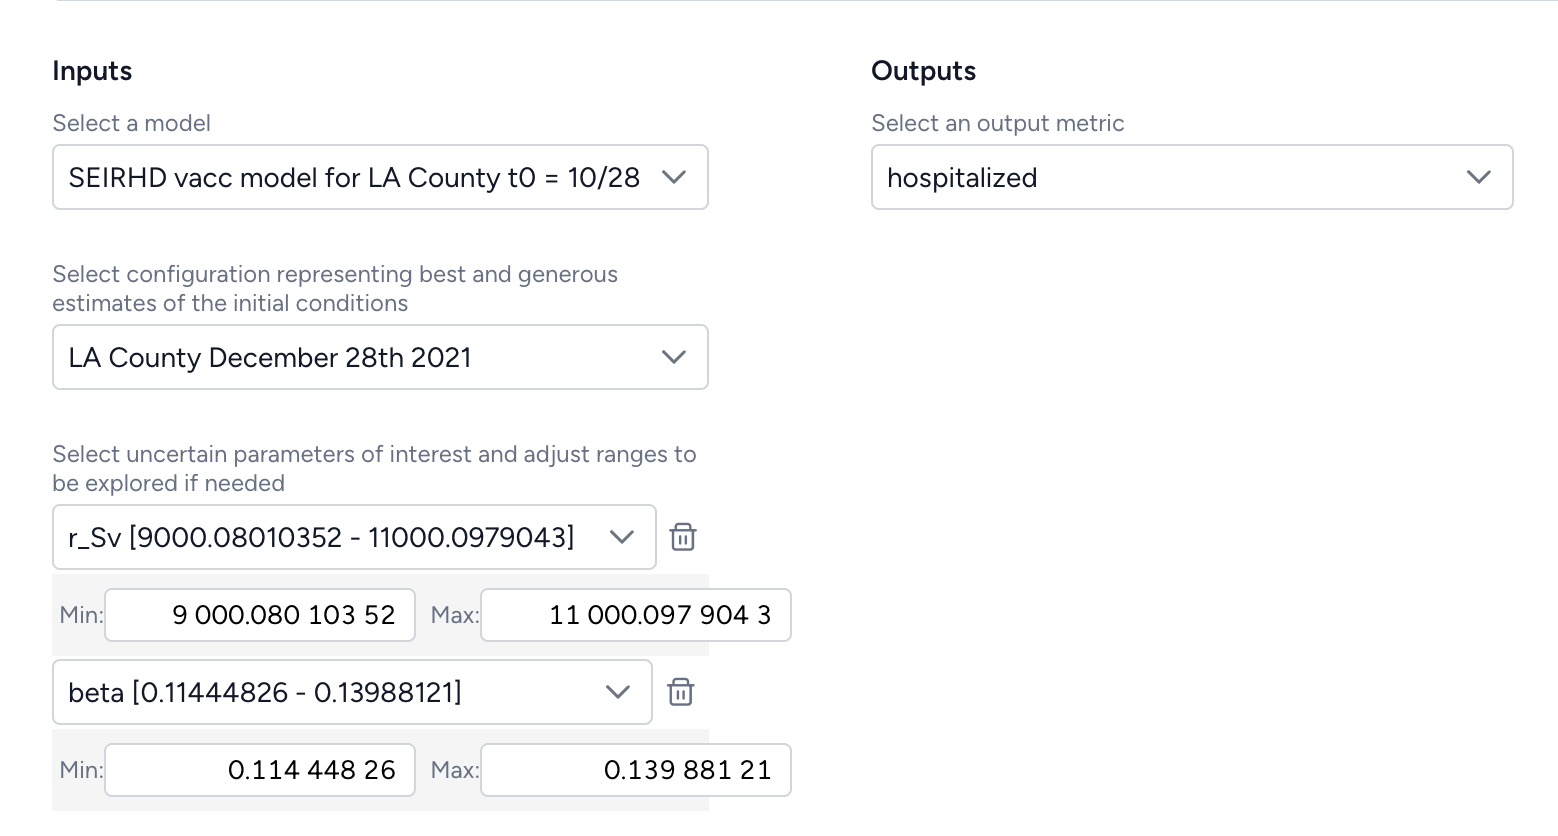 Inputs
Select a model
SEIRHD vacc model for LA County t0 = 10/28
Select configuration representing best and generous
estimates of the initial conditions
LA County December 28th 2021
Select uncertain parameters of interest and adjust ranges to
be explored if needed
r_Sv [9000.08010352 - 11000.0979043]
Min: 9 000.080 103 52 Max: 11 000.097 904 3
beta [0.11444826 - 0.13988121]
Min: 0.114 448 26 Max: 0.139 881 21
Outputs
Select an output metric
hospitalized